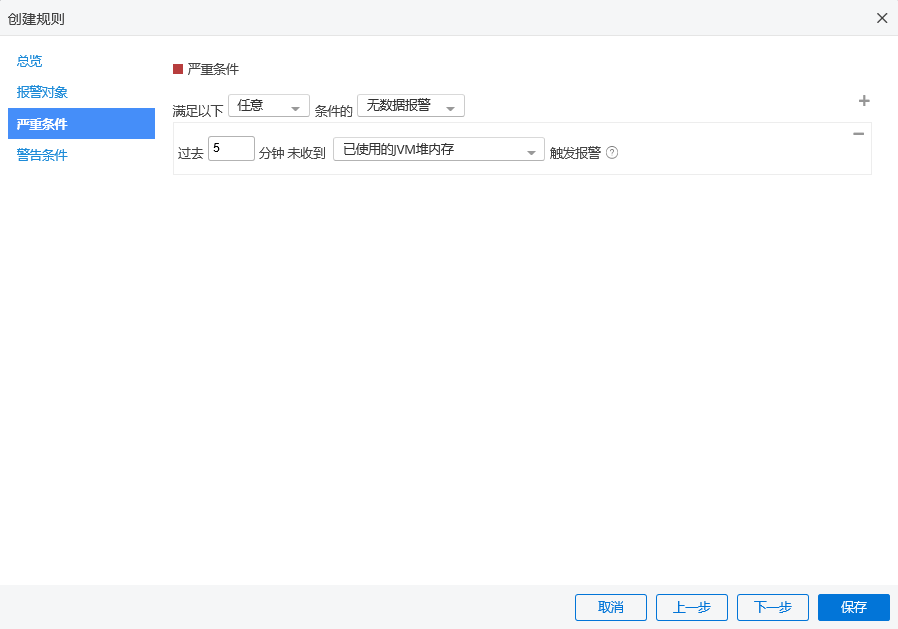 创建规则
总览
报警对象
严重条件
警告条件
严重条件
满足以下 任意 条件的 无数据报警
过去 5 分钟 未收到 已使用的JVM堆内存 触发报警 ?
取消 上一步 下一步 保存